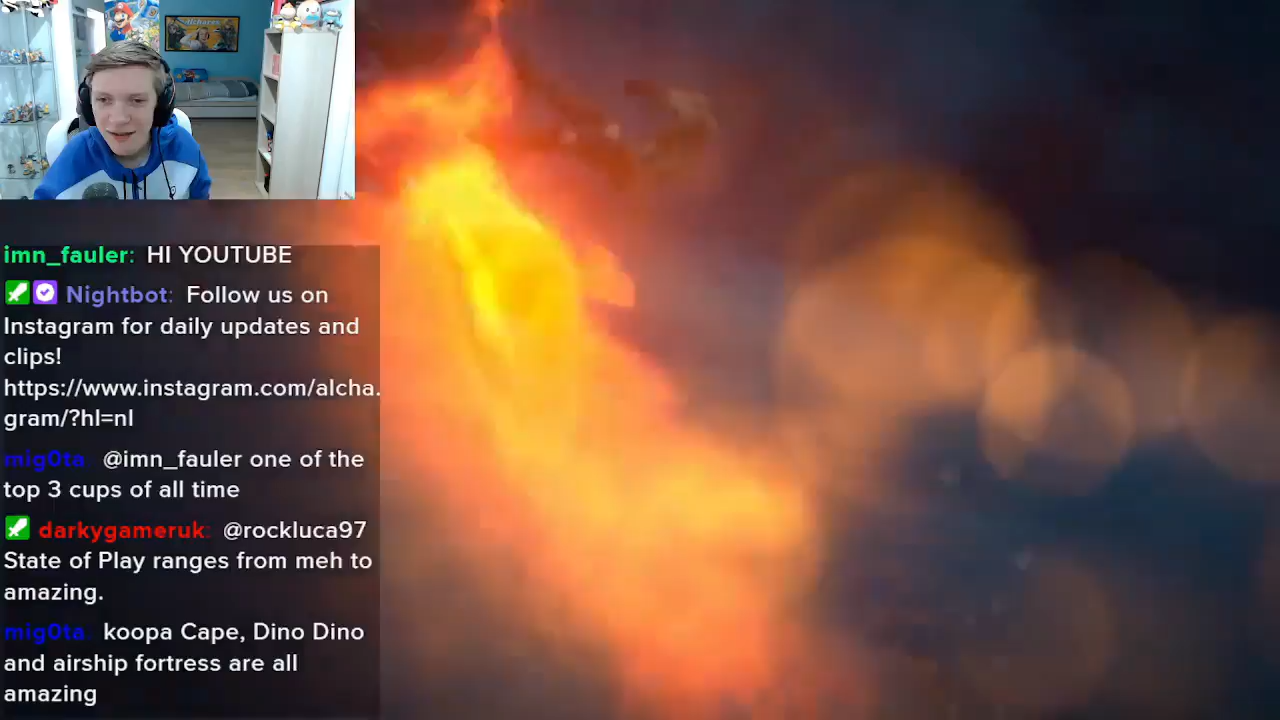 imn_fauler: HI YOUTUBE
Nightbot: Follow us on
Instagram for daily updates and
clips!
https://www.instagram.com/alcha.
gram/?hl=nl
mig0ta: @imn_fauler one of the
top 3 cups of all time
darkygameruk: @rockluca97
State of Play ranges from meh to
amazing.
mig0ta: koopa Cape, Dino Dino
and airship fortress are all
amazing